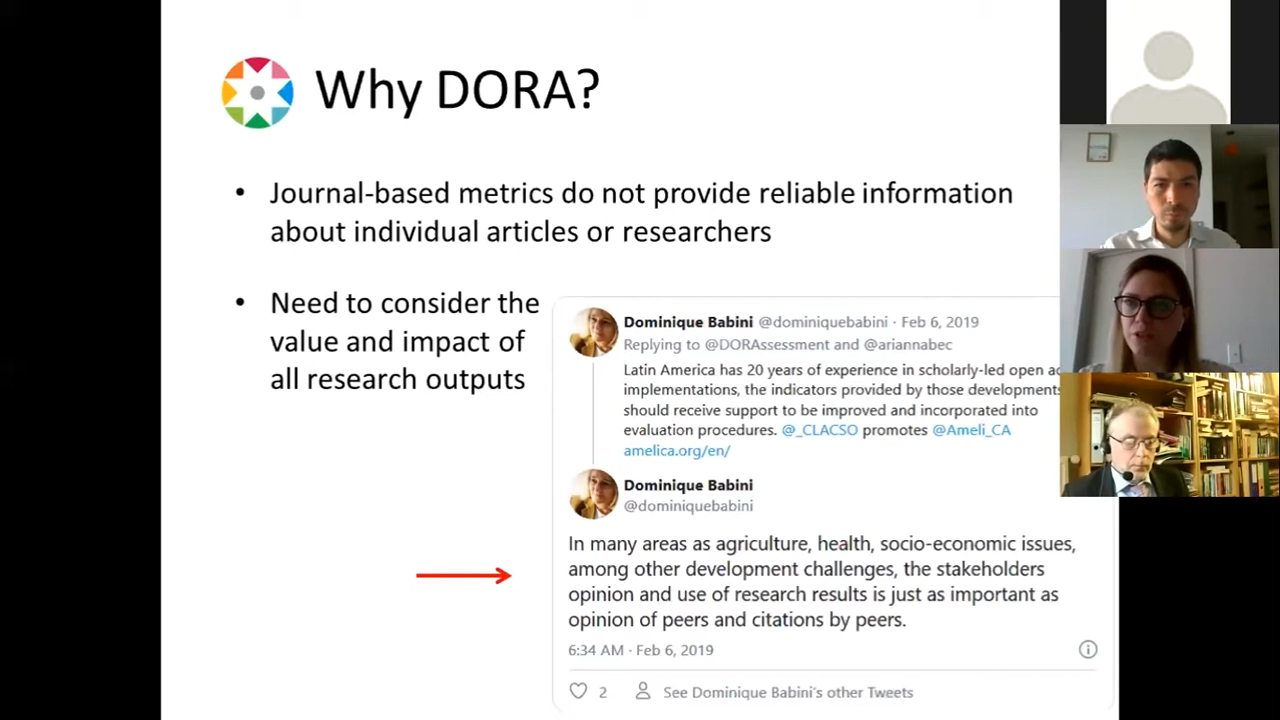 Why DORA?
• Journal-based metrics do not provide reliable information
about individual articles or researchers
• Need to consider the
value and impact of
all research outputs
Dominique Babini @dominiquebabini · Feb 6, 2019
Replying to @DORAssessment and @ariannabec
Latin America has 20 years of experience in scholarly-led open
implementations, the indicators provided by those developments
should receive support to be improved and incorporated into
evaluation procedures. @_CLACSO promotes @Ameli_CA
amelica.org/en/
Dominique Babini
@dominiquebabini
In many areas as agriculture, health, socio-economic issues,
among other development challenges, the stakeholders
opinion and use of research results is just as important as
opinion of peers and citations by peers.
6:34 AM · Feb 6, 2019
2
See Dominique Babini's other Tweets